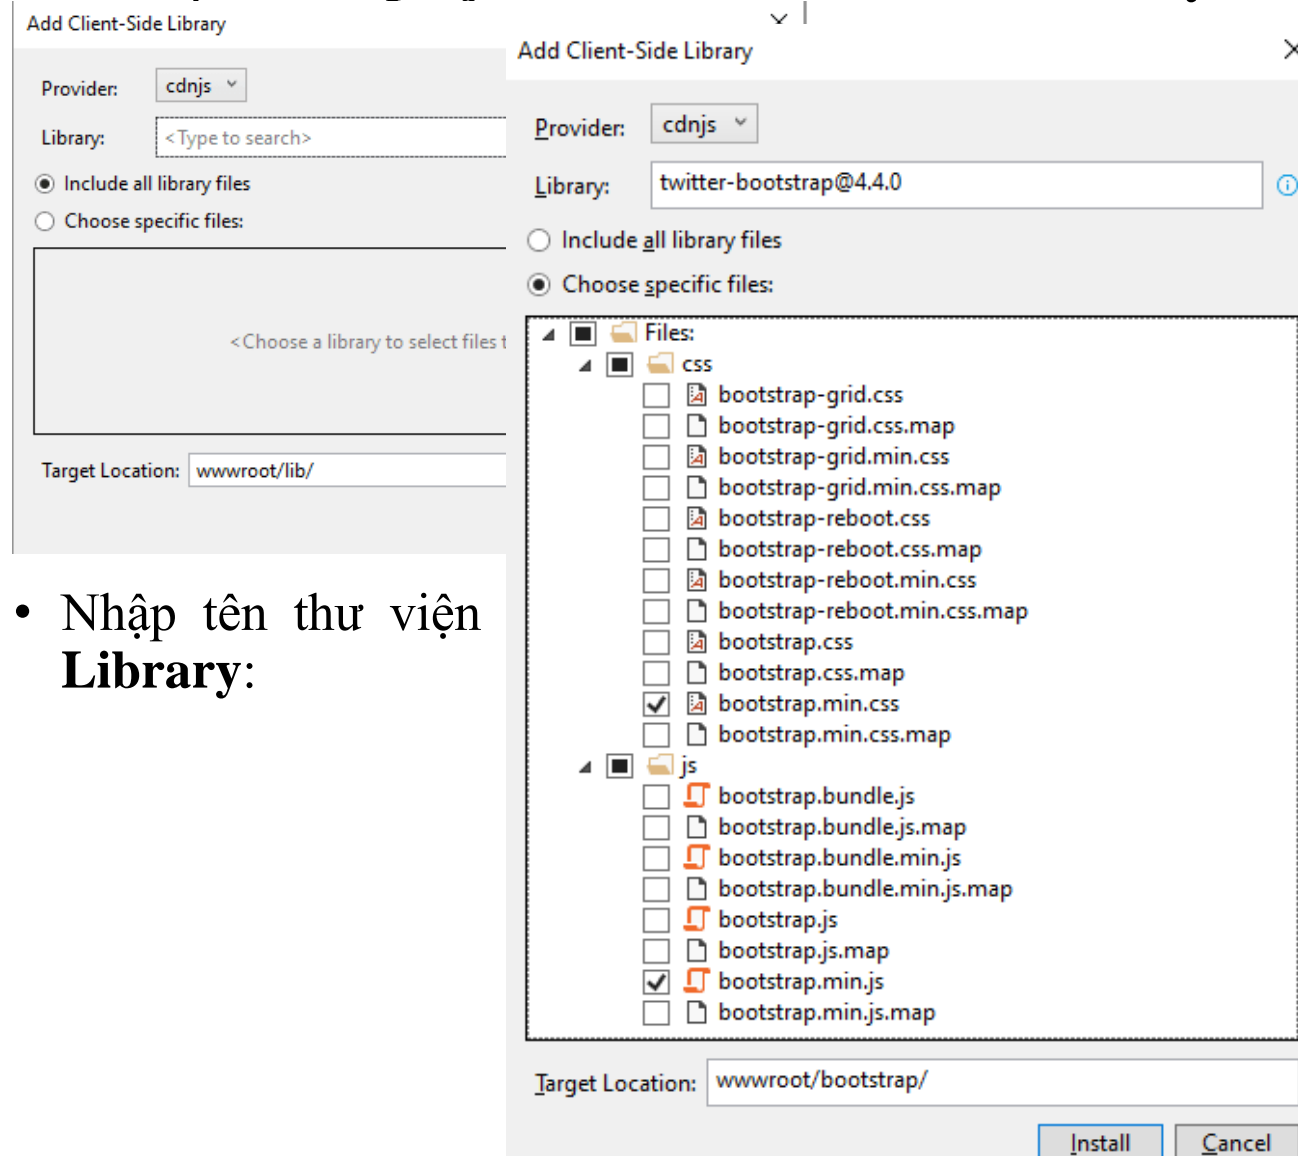 Add Client-Side Library
Provider: cdnjs
Library: <Type to search>
Include all library files
Choose specific files:
<Choose a library to select files t
Target Location: wwwroot/lib/
• Nhập tên thư viện
Library:
Add Client-Side Library
Provider: cdnjs
Library: twitter-bootstrap@4.4.0
Include all library files
Choose specific files:
Files:
css
bootstrap-grid.css
bootstrap-grid.css.map
bootstrap-grid.min.css
bootstrap-grid.min.css.map
bootstrap-reboot.css
bootstrap-reboot.css.map
bootstrap-reboot.min.css
bootstrap-reboot.min.css.map
bootstrap.css
bootstrap.css.map
bootstrap.min.css
bootstrap.min.css.map
js
bootstrap.bundle.js
bootstrap.bundle.js.map
bootstrap.bundle.min.js
bootstrap.bundle.min.js.map
bootstrap.js
bootstrap.js.map
bootstrap.min.js
bootstrap.min.js.map
Target Location: wwwroot/bootstrap/
Install Cancel